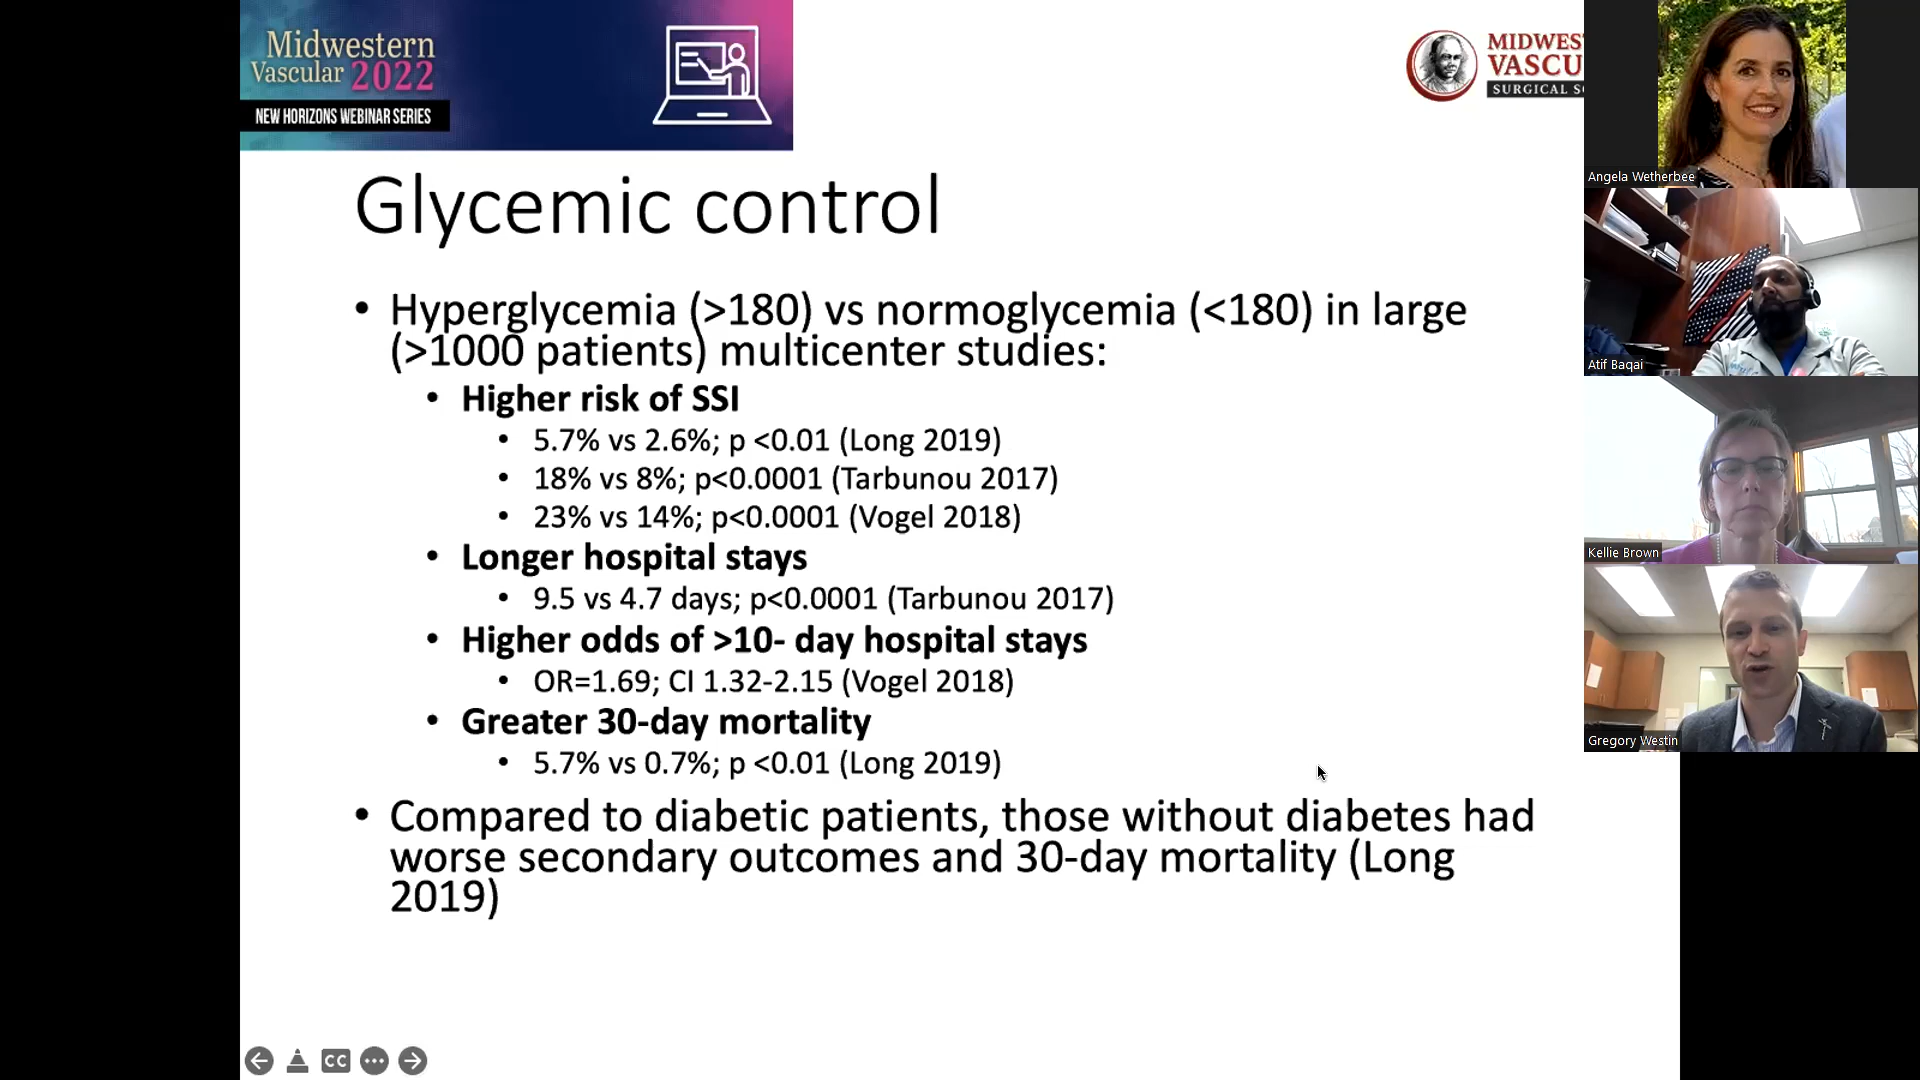 Midwestern
Vascular 2022
NEW HORIZONS WEBINAR SERIES
MIDWES
VASCU
SURGICAL S
Glycemic control
• Hyperglycemia (>180) vs normoglycemia (<180) in large
(>1000 patients) multicenter studies:
• Higher risk of SSI
• 5.7% vs 2.6%; p <0.01 (Long 2019)
• 18% vs 8%; p<0.0001 (Tarbunou 2017)
• 23% vs 14%; p<0.0001 (Vogel 2018)
• Longer hospital stays
• 9.5 vs 4.7 days; p<0.0001 (Tarbunou 2017)
• Higher odds of >10- day hospital stays
• OR=1.69; CI 1.32-2.15 (Vogel 2018)
• Greater 30-day mortality
• 5.7% vs 0.7%; p <0.01 (Long 2019)
• Compared to diabetic patients, those without diabetes had
worse secondary outcomes and 30-day mortality (Long
2019)
Angela Wetherbee
Atif Baqai
Kellie Brown
Gregory Westin
CC